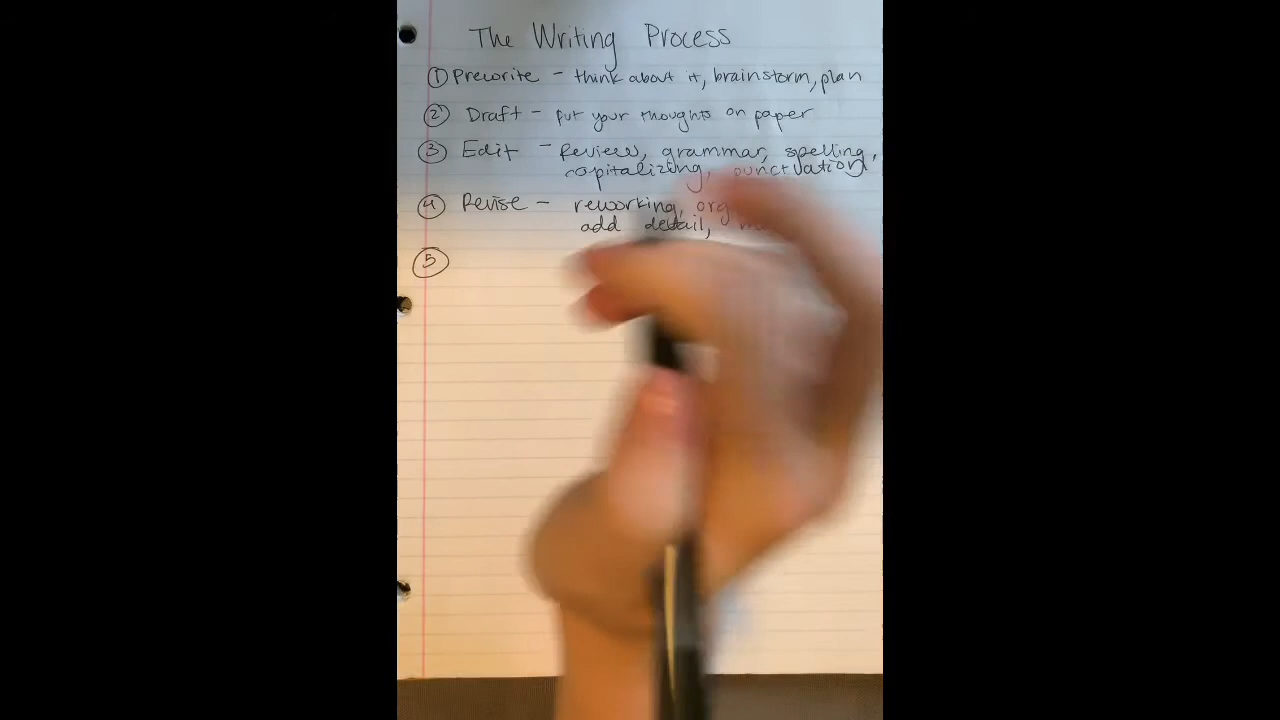 The Writing Process
① Prewrite - think about it, brainstorm, plan
② Draft - put your thoughts on paper
③ Edit - Review, grammar, spelling,
capitalizing, punctuation
④ Revise - reworking,
add detail,
⑤